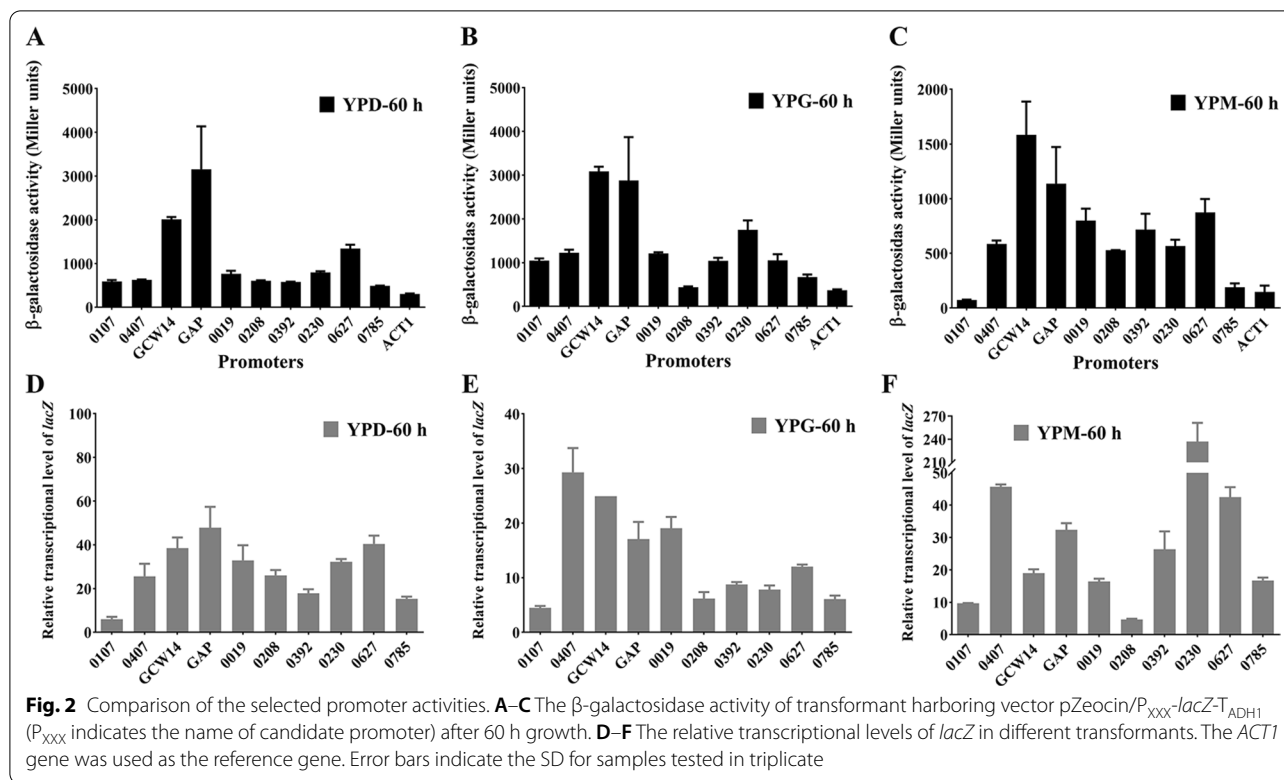 A
β-galactosidase activity (Miller units)
5000
4000
3000
2000
1000
0
YPD-60 h
0107
0407
GCW14
GAP
0019
0208
0392
0230
0627
0785
ACT1
Promoters
B
β-galactosidas activity (Miller units)
5000
4000
3000
2000
1000
0
YPG-60 h
0107
0407
GCW14
GAP
0019
0208
0392
0230
0627
0785
ACT1
Promoters
C
β-galactosidas activity (Miller units)
2000
1500
1000
500
0
YPM-60 h
0107
0407
GCW14
GAP
0019
0208
0392
0230
0627
0785
ACT1
Promoters
D
Relative transcriptional level of lacZ
100
80
60
40
20
0
YPD-60 h
0107
0407
GCW14
GAP
0019
0208
0392
0230
0627
0785
E
Relative transcriptional level of lacZ
40
30
20
10
0
YPG-60 h
0107
0407
GCW14
GAP
0019
0208
0392
0230
0627
0785
F
Relative transcriptional level of lacZ
270
240
210
50
40
30
20
10
0
YPM-60 h
0107
0407
GCW14
GAP
0019
0208
0392
0230
0627
0785
Fig. 2 Comparison of the selected promoter activities. A–C The β-galactosidase activity of transformant harboring vector pZeocin/PXXX-lacZ-TADH1
(PXXX indicates the name of candidate promoter) after 60 h growth. D–F The relative transcriptional levels of lacZ in different transformants. The ACT1
gene was used as the reference gene. Error bars indicate the SD for samples tested in triplicate